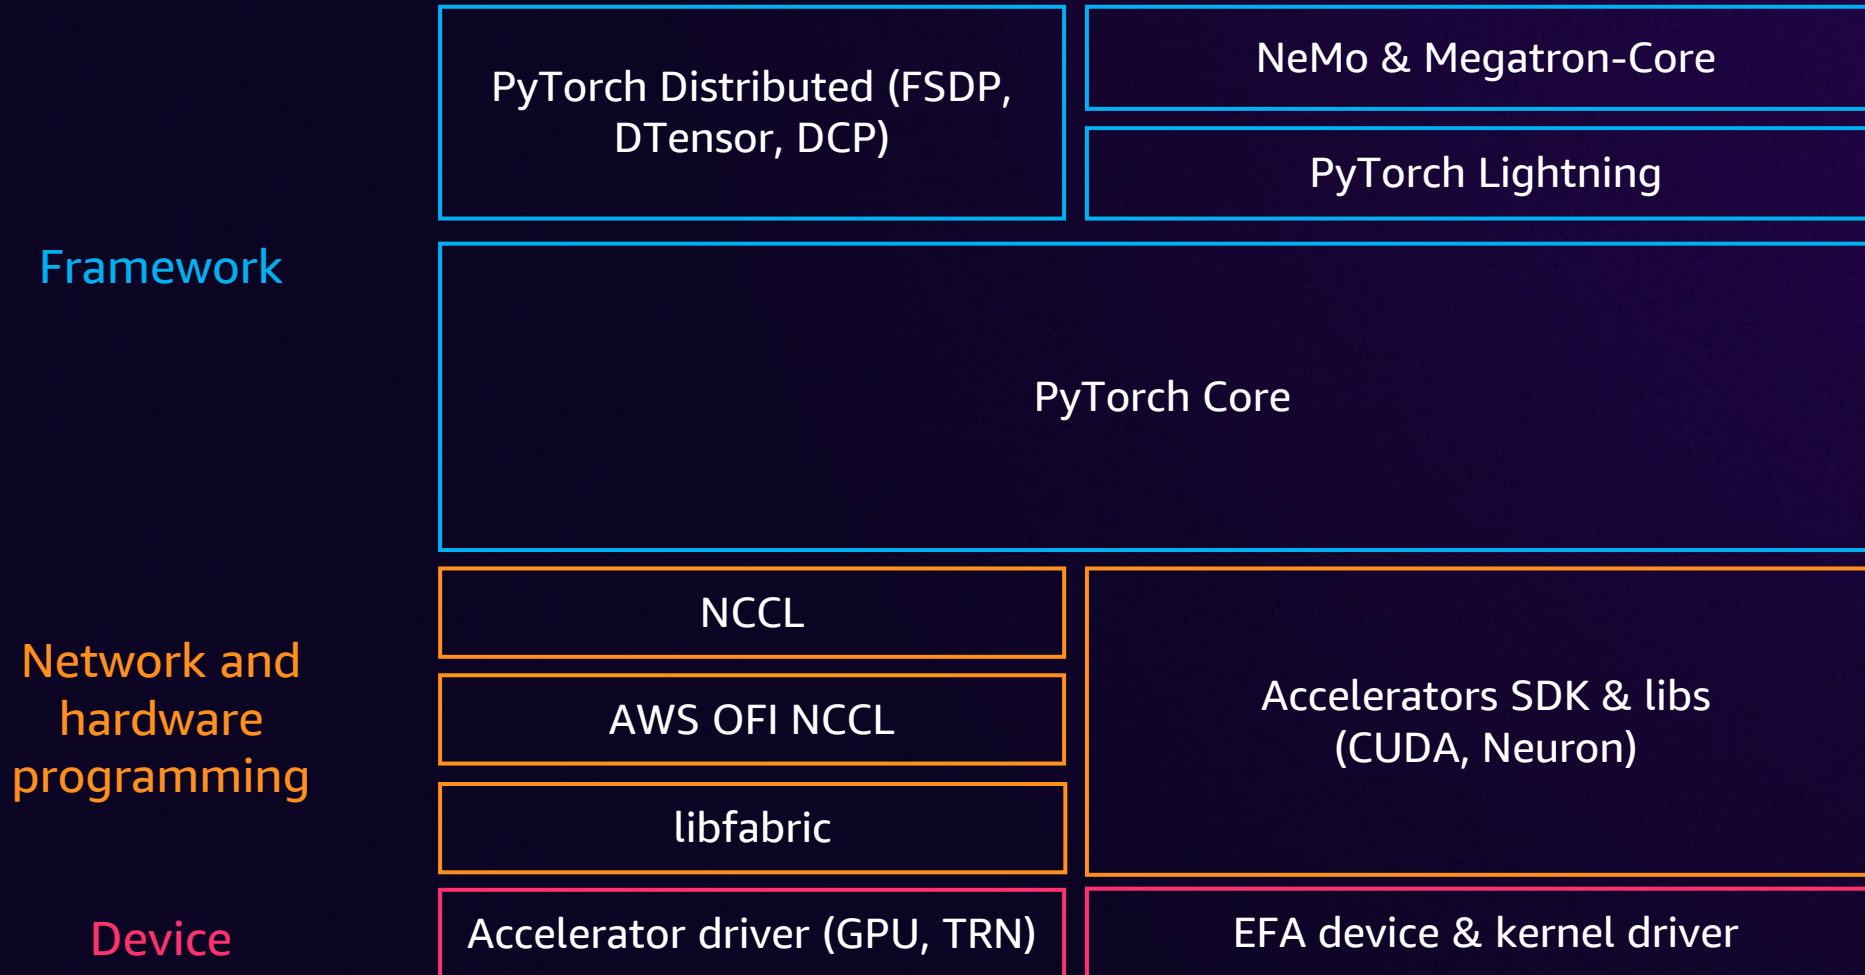 PyTorch Distributed (FSDP,
DTensor, DCP)
NeMo & Megatron-Core
PyTorch Lightning
Framework
PyTorch Core
NCCL
AWS OFI NCCL
libfabric
Network and
hardware
programming
Accelerators SDK & libs
(CUDA, Neuron)
Device
Accelerator driver (GPU, TRN)
EFA device & kernel driver